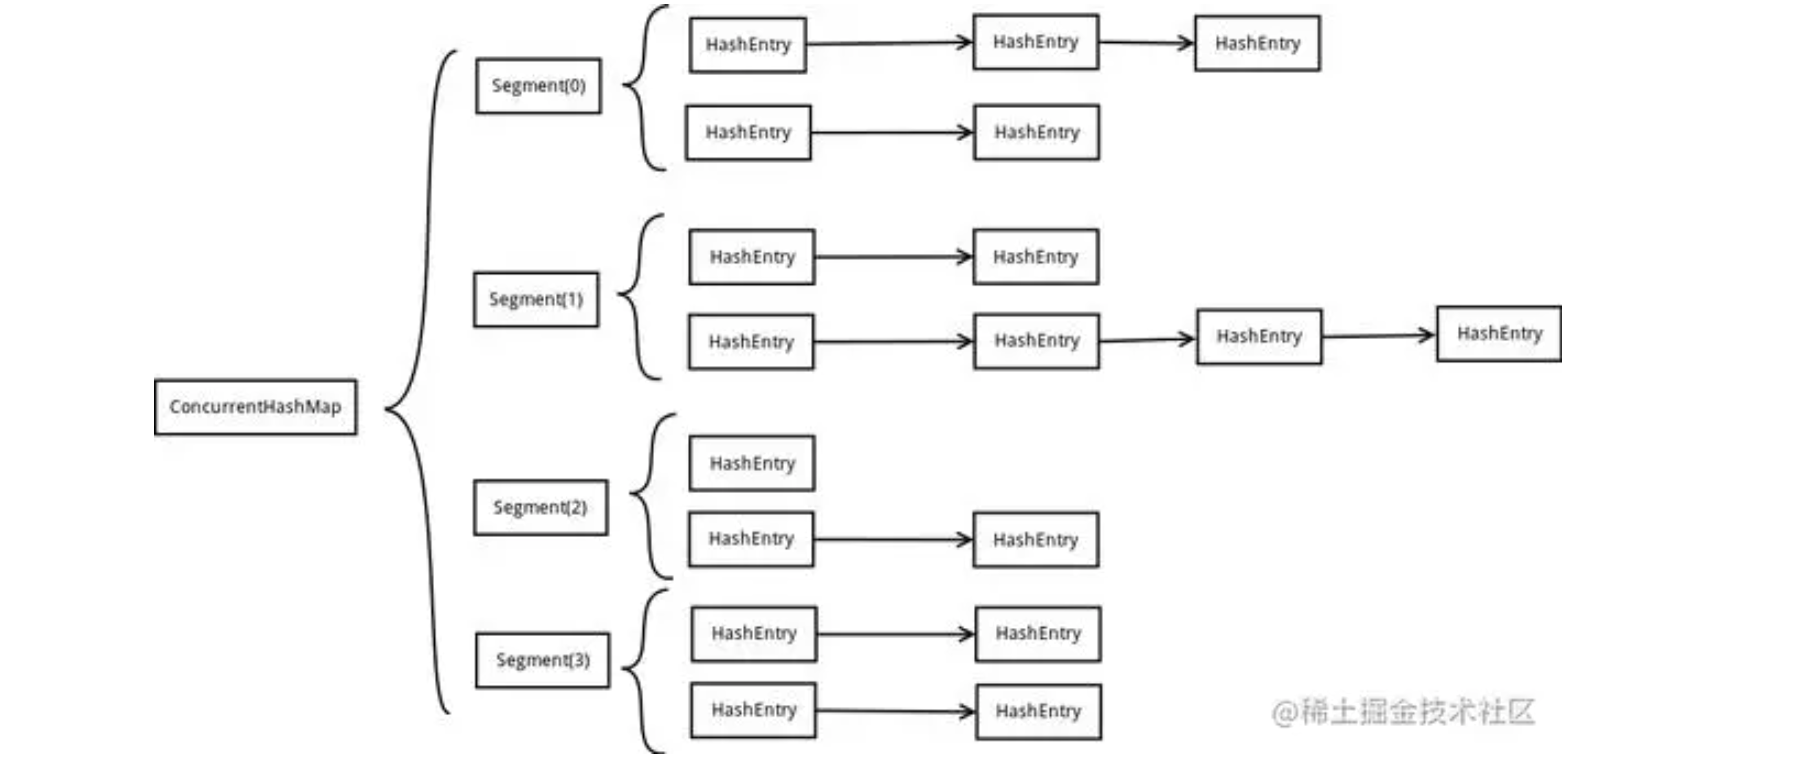 HashEntry HashEntry HashEntry
Segment(0)
HashEntry HashEntry
HashEntry HashEntry
Segment(1)
HashEntry HashEntry HashEntry HashEntry
ConcurrentHashMap
HashEntry
Segment(2)
HashEntry HashEntry
HashEntry HashEntry
Segment(3)
HashEntry HashEntry
@稀土掘金技术社区